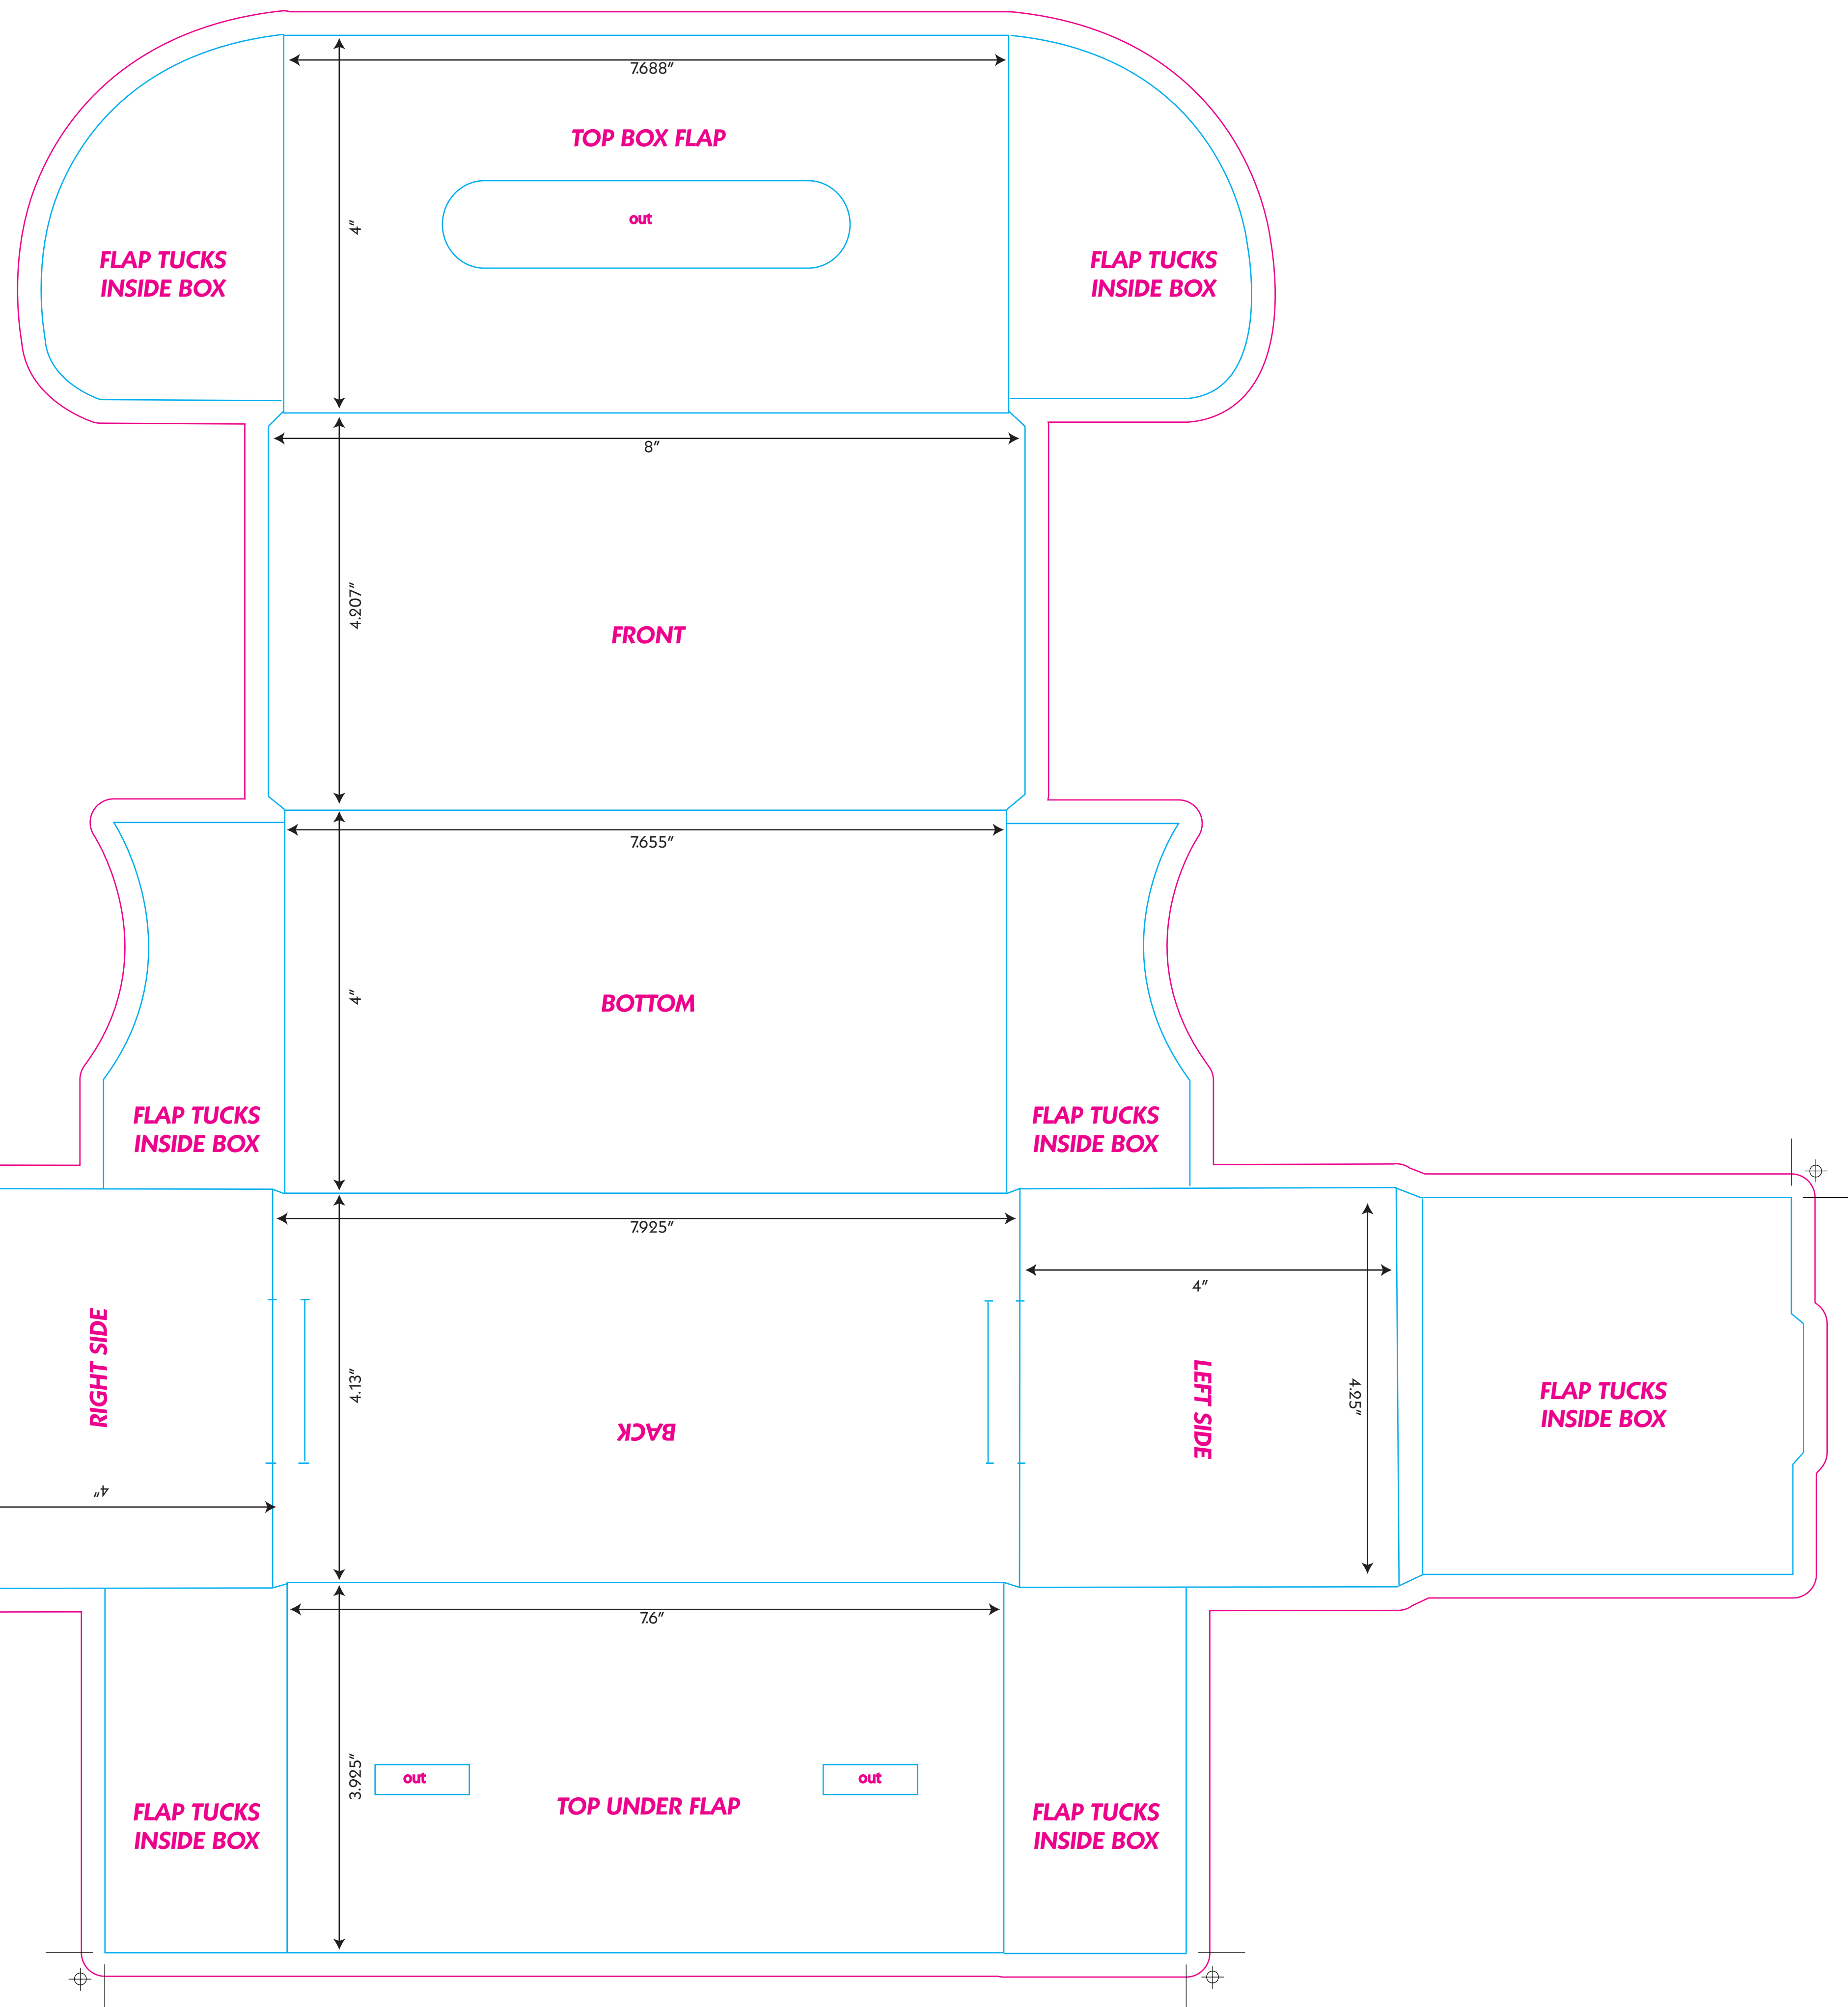 7.688"
TOP BOX FLAP
out
4"
FLAP TUCKS
INSIDE BOX
FLAP TUCKS
INSIDE BOX
8"
4.207"
FRONT
7.655"
4"
BOTTOM
FLAP TUCKS
INSIDE BOX
FLAP TUCKS
INSIDE BOX
7.925"
4"
RIGHT SIDE
4.13"
BACK
LEFT SIDE
4.25"
FLAP TUCKS
INSIDE BOX
4"
7.6"
3.925"
out
out
TOP UNDER FLAP
FLAP TUCKS
INSIDE BOX
FLAP TUCKS
INSIDE BOX